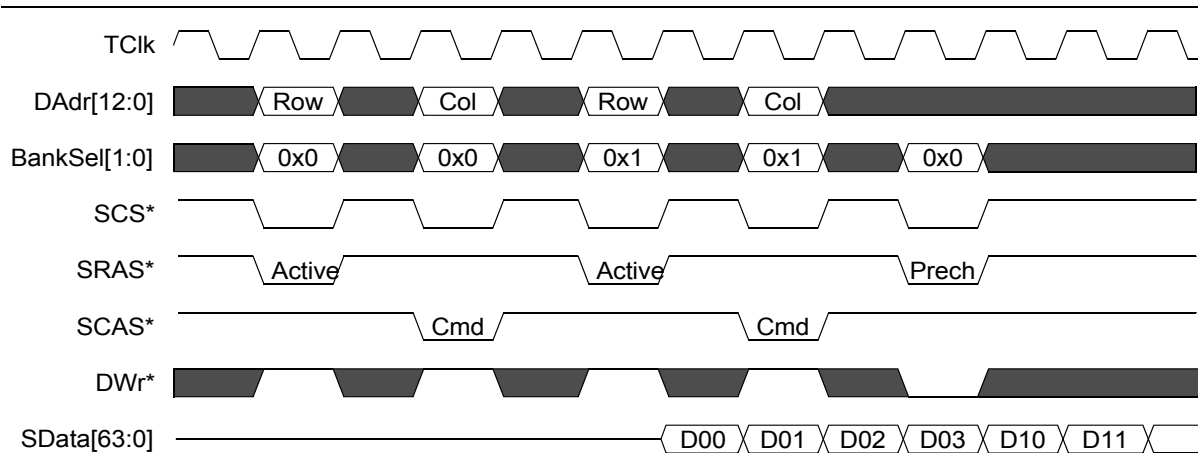 TClk
DAdr[12:0] Row Col Row Col
BankSel[1:0] 0x0 0x0 0x1 0x1 0x0
SCS*
SRAS* Active Active Prech
SCAS* Cmd Cmd
DWr*
SData[63:0] D00 D01 D02 D03 D10 D11